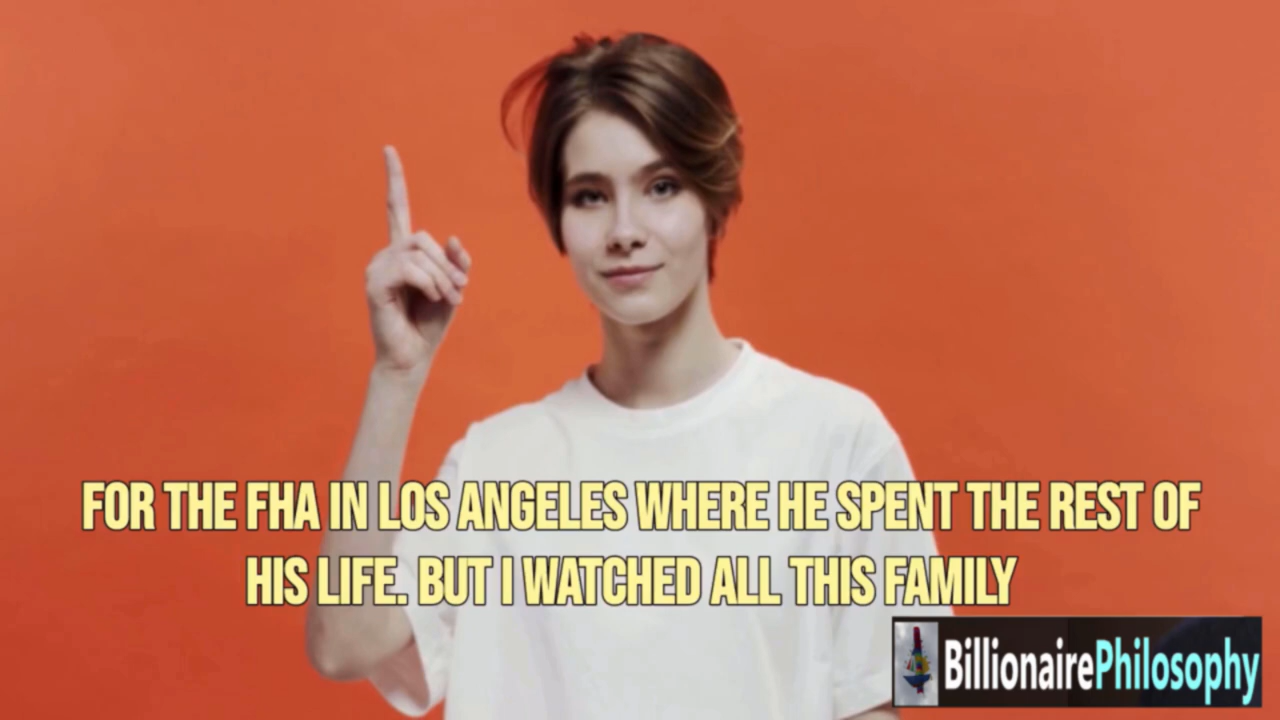 FOR THE FHA IN LOS ANGELES WHERE HE SPENT THE REST OF
HIS LIFE. BUT I WATCHED ALL THIS FAMILY
BillionairePhilosophy